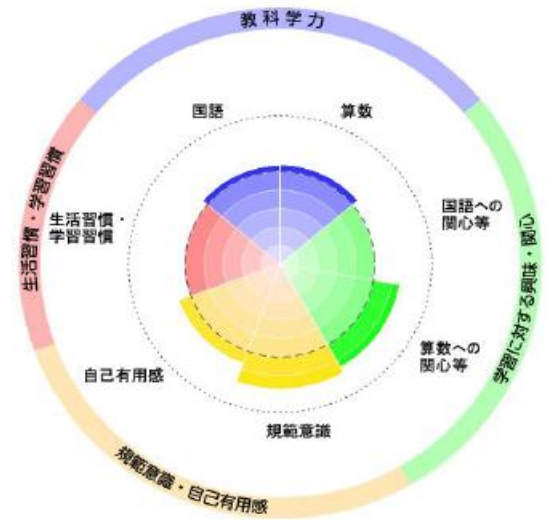 教科学力
国語
算数
生活習慣・学習習慣
生活習慣・
学習習慣
国語への
関心等
学習に対する興味・関心
算数への
関心等
自己有用感
規範意識
規範意識・自己有用感